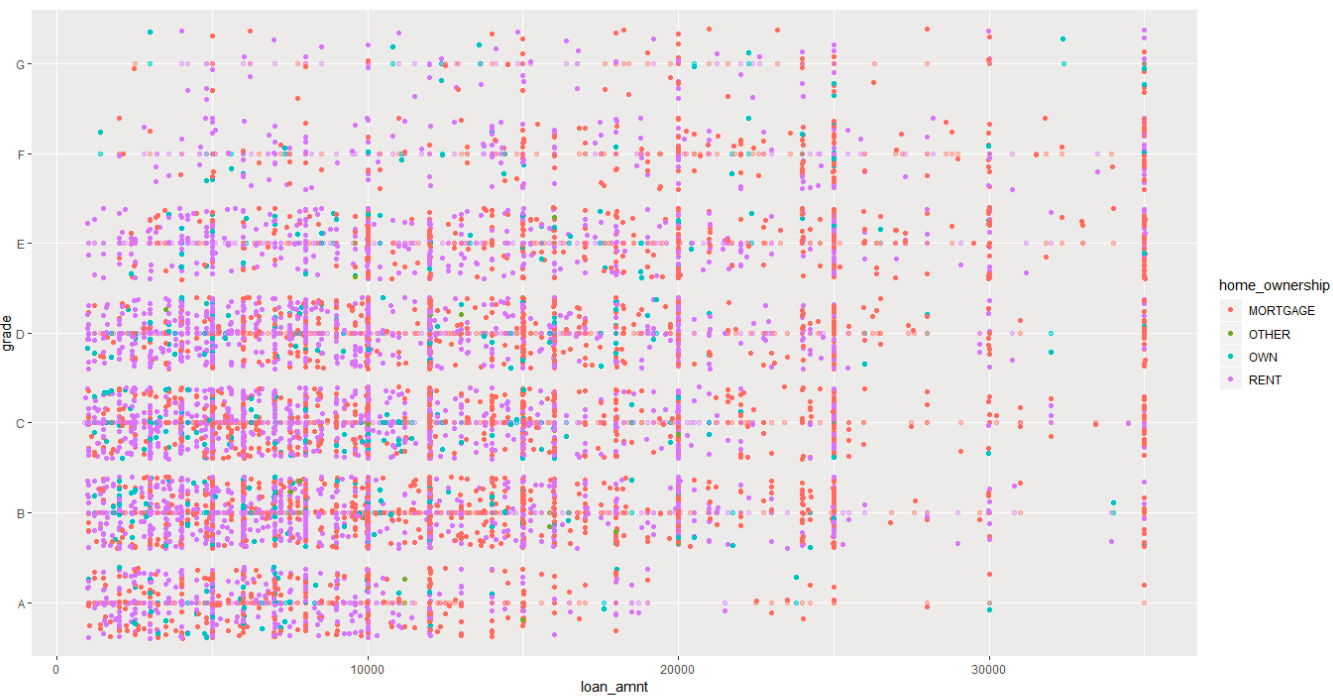 G
F
E
D
C
B
A
grade
0 10000 20000 30000
loan_amnt
home_ownership
MORTGAGE
OTHER
OWN
RENT